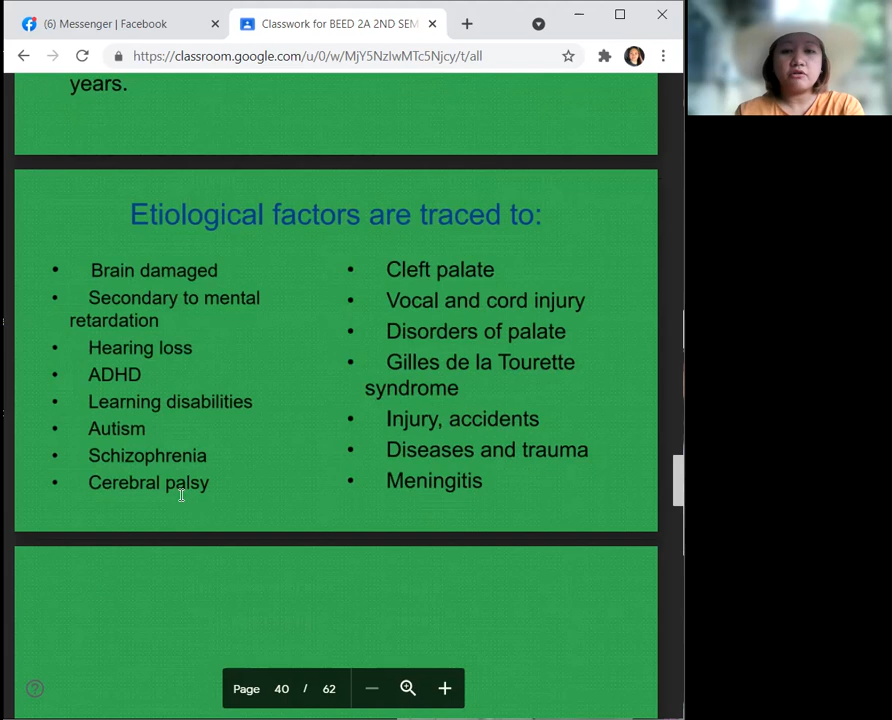 (6) Messenger | Facebook
Classwork for BEED 2A 2ND SEM
https://classroom.google.com/u/0/w/MjY5NzIwMTc5Njcy/t/all
years.
Etiological factors are traced to:
• Brain damaged
• Secondary to mental
retardation
• Hearing loss
• ADHD
• Learning disabilities
• Autism
• Schizophrenia
• Cerebral palsy
• Cleft palate
• Vocal and cord injury
• Disorders of palate
• Gilles de la Tourette
syndrome
• Injury, accidents
• Diseases and trauma
• Meningitis
Page 40 / 62